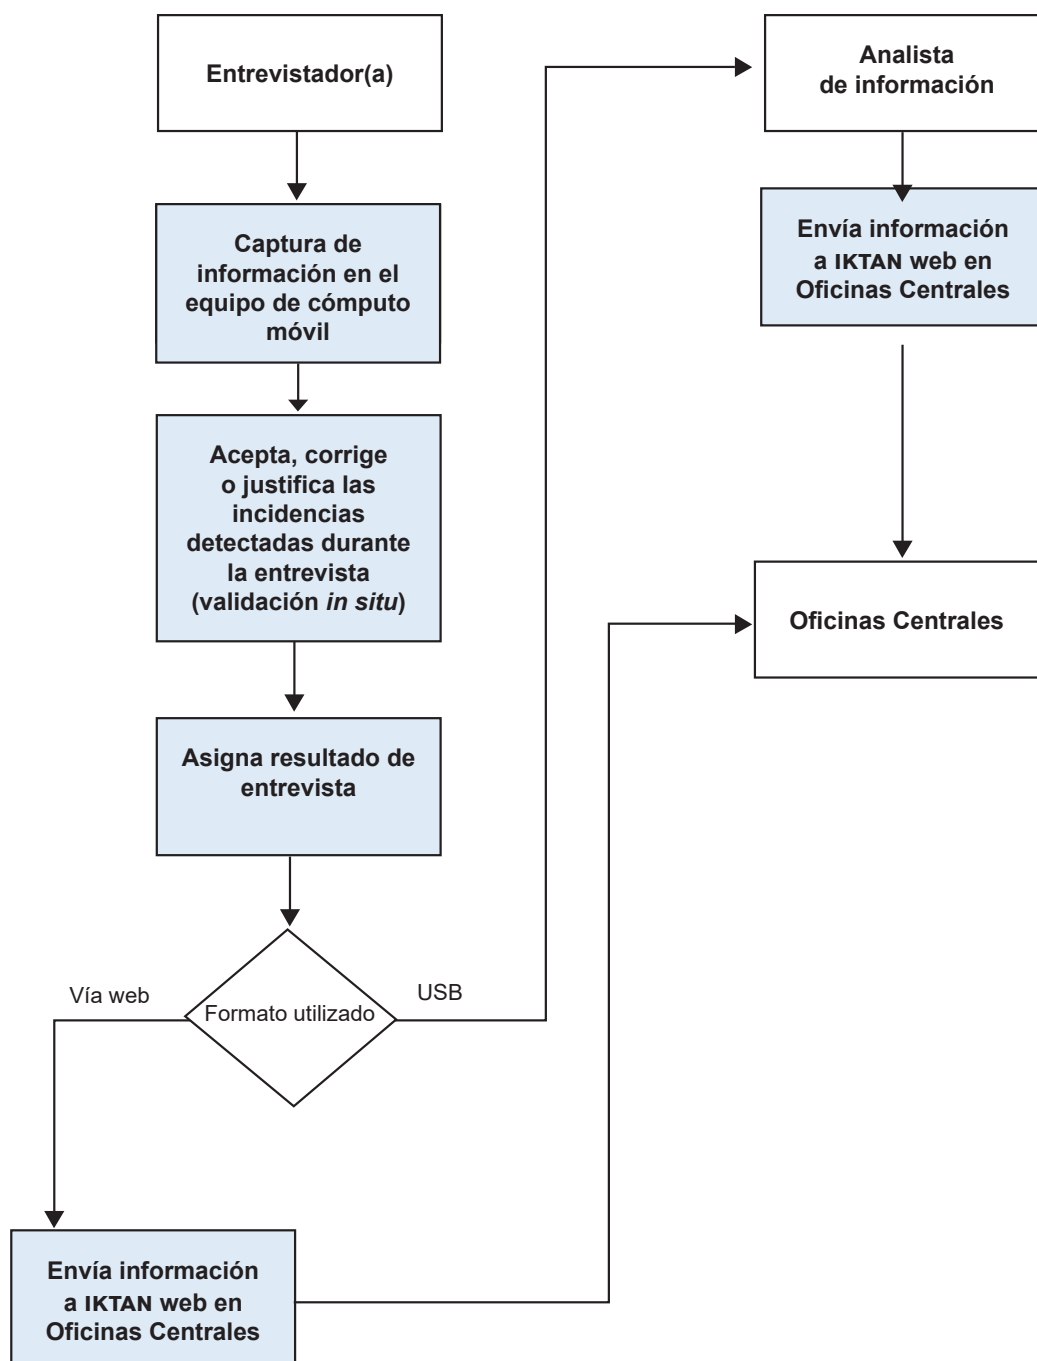 Entrevistador(a)
Captura de
información en el
equipo de cómputo
móvil
Acepta, corrige
o justifica las
incidencias
detectadas durante
la entrevista
(validación in situ)
Asigna resultado de
entrevista
Formato utilizado
Vía web
USB
Envía información
a IKTAN web en
Oficinas Centrales
Analista
de información
Envía información
a IKTAN web en
Oficinas Centrales
Oficinas Centrales